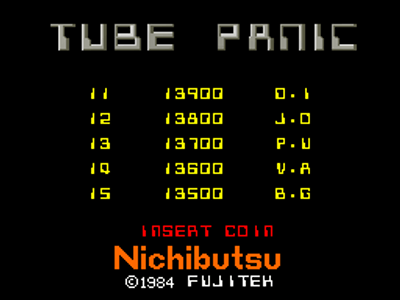 TUBE PANIC
11 13900 O.I
12 13800 J.O
13 13700 P.U
14 13600 V.A
15 13500 B.G
INSERT COIN
Nichibutsu
©1984 FUJITEK